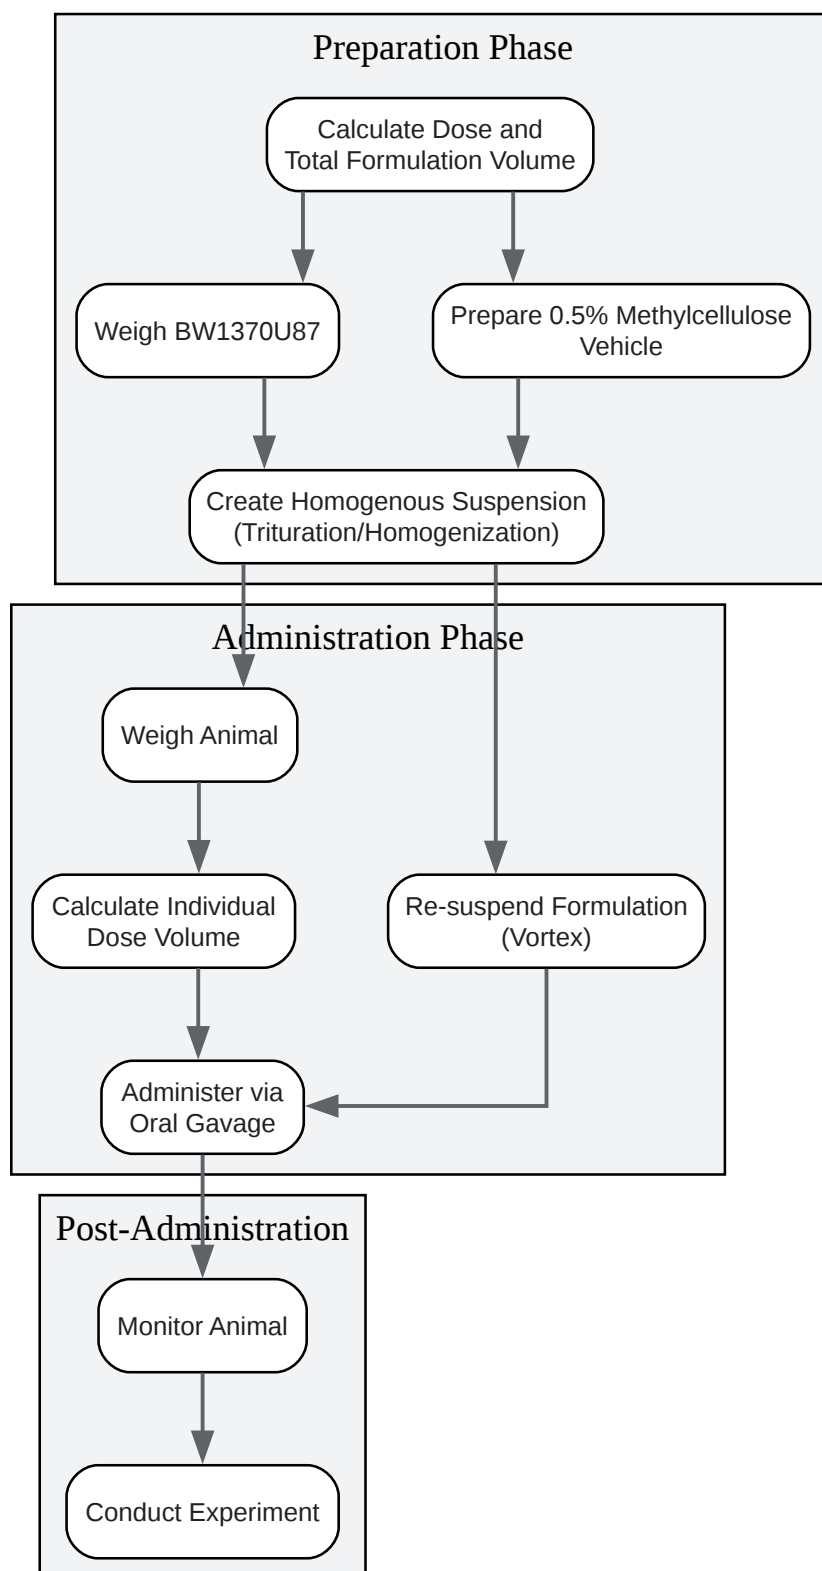 Preparation Phase
Calculate Dose and
Total Formulation Volume
Weigh BW1370U87
Prepare 0.5% Methylcellulose
Vehicle
Create Homogenous Suspension
(Trituration/Homogenization)
Administration Phase
Weigh Animal
Calculate Individual
Dose Volume
Re-suspend Formulation
(Vortex)
Administer via
Oral Gavage
Post-Administration
Monitor Animal
Conduct Experiment